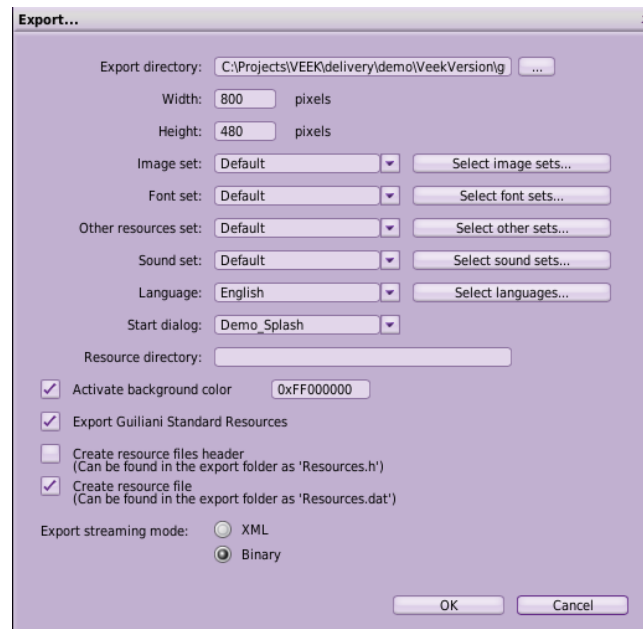 Export...
Export directory: C:\Projects\VEEK\delivery\demo\VeekVersion\g ...
Width: 800 pixels
Height: 480 pixels
Image set: Default Select image sets...
Font set: Default Select font sets...
Other resources set: Default Select other sets...
Sound set: Default Select sound sets...
Language: English Select languages...
Start dialog: Demo_Splash
Resource directory:
Activate background color 0xFF000000
Export Guiliani Standard Resources
Create resource files header
(Can be found in the export folder as 'Resources.h')
Create resource file
(Can be found in the export folder as 'Resources.dat')
Export streaming mode: XML
Binary
OK Cancel